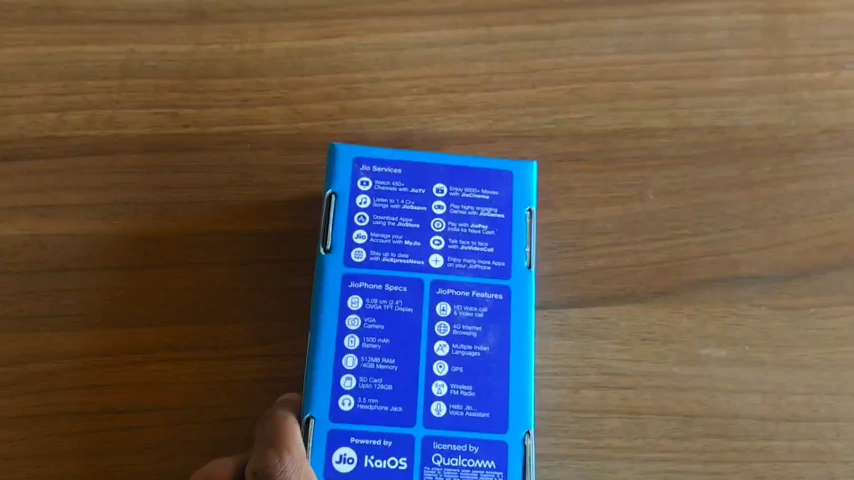 Jio Services
Watch 450+
Channels with JioTV
Listen to 1.4 Cr+
Songs with JioSaavn
Download Apps
using the JioStore
Manage your
Account with MyJio
Stay up to date
with JioXpressNews
Enjoy 6000+ Movies
with JioCinema
Play highly engaging
Games with JioGames
Pay with JioPay
India ka Naya Cash
Talk face to face
with JioVideoCall
Enjoy many more Apps
on your JioPhone
JioPhone Specs
6.09 cm (2.4")
QVGA TFT Display
VGA
Camera
1500 mAh
Battery
512MB RAM
/4GB Memory
SD Card
Upto 128GB
3.5 mm
Headphone Jack
JioPhone Features
HD Voice call
& Video call
4G Internet
Browsing
Multiple Indian
Languages
GPS
Wireless
FM Radio
Hello Jio...
Voice Assistant
Powered by
Jio KaiOS
licensed by
Qualcomm